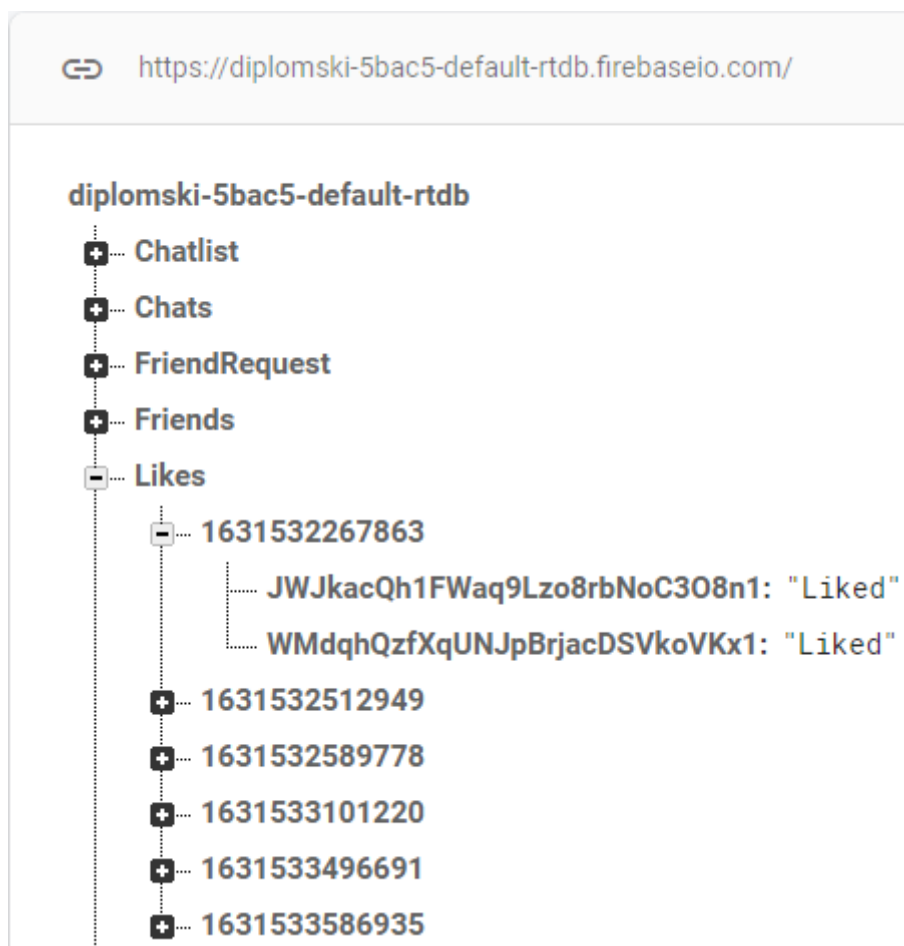 https://diplomski-5bac5-default-rtdb.firebaseio.com/
diplomski-5bac5-default-rtdb
Chatlist
Chats
FriendRequest
Friends
Likes
1631532267863
JWJkacQh1FWaq9Lzo8rbNoC3O8n1: "Liked"
WMdqhQzfXqUNJpBrjacDSVkoVKx1: "Liked"
1631532512949
1631532589778
1631533101220
1631533496691
1631533586935